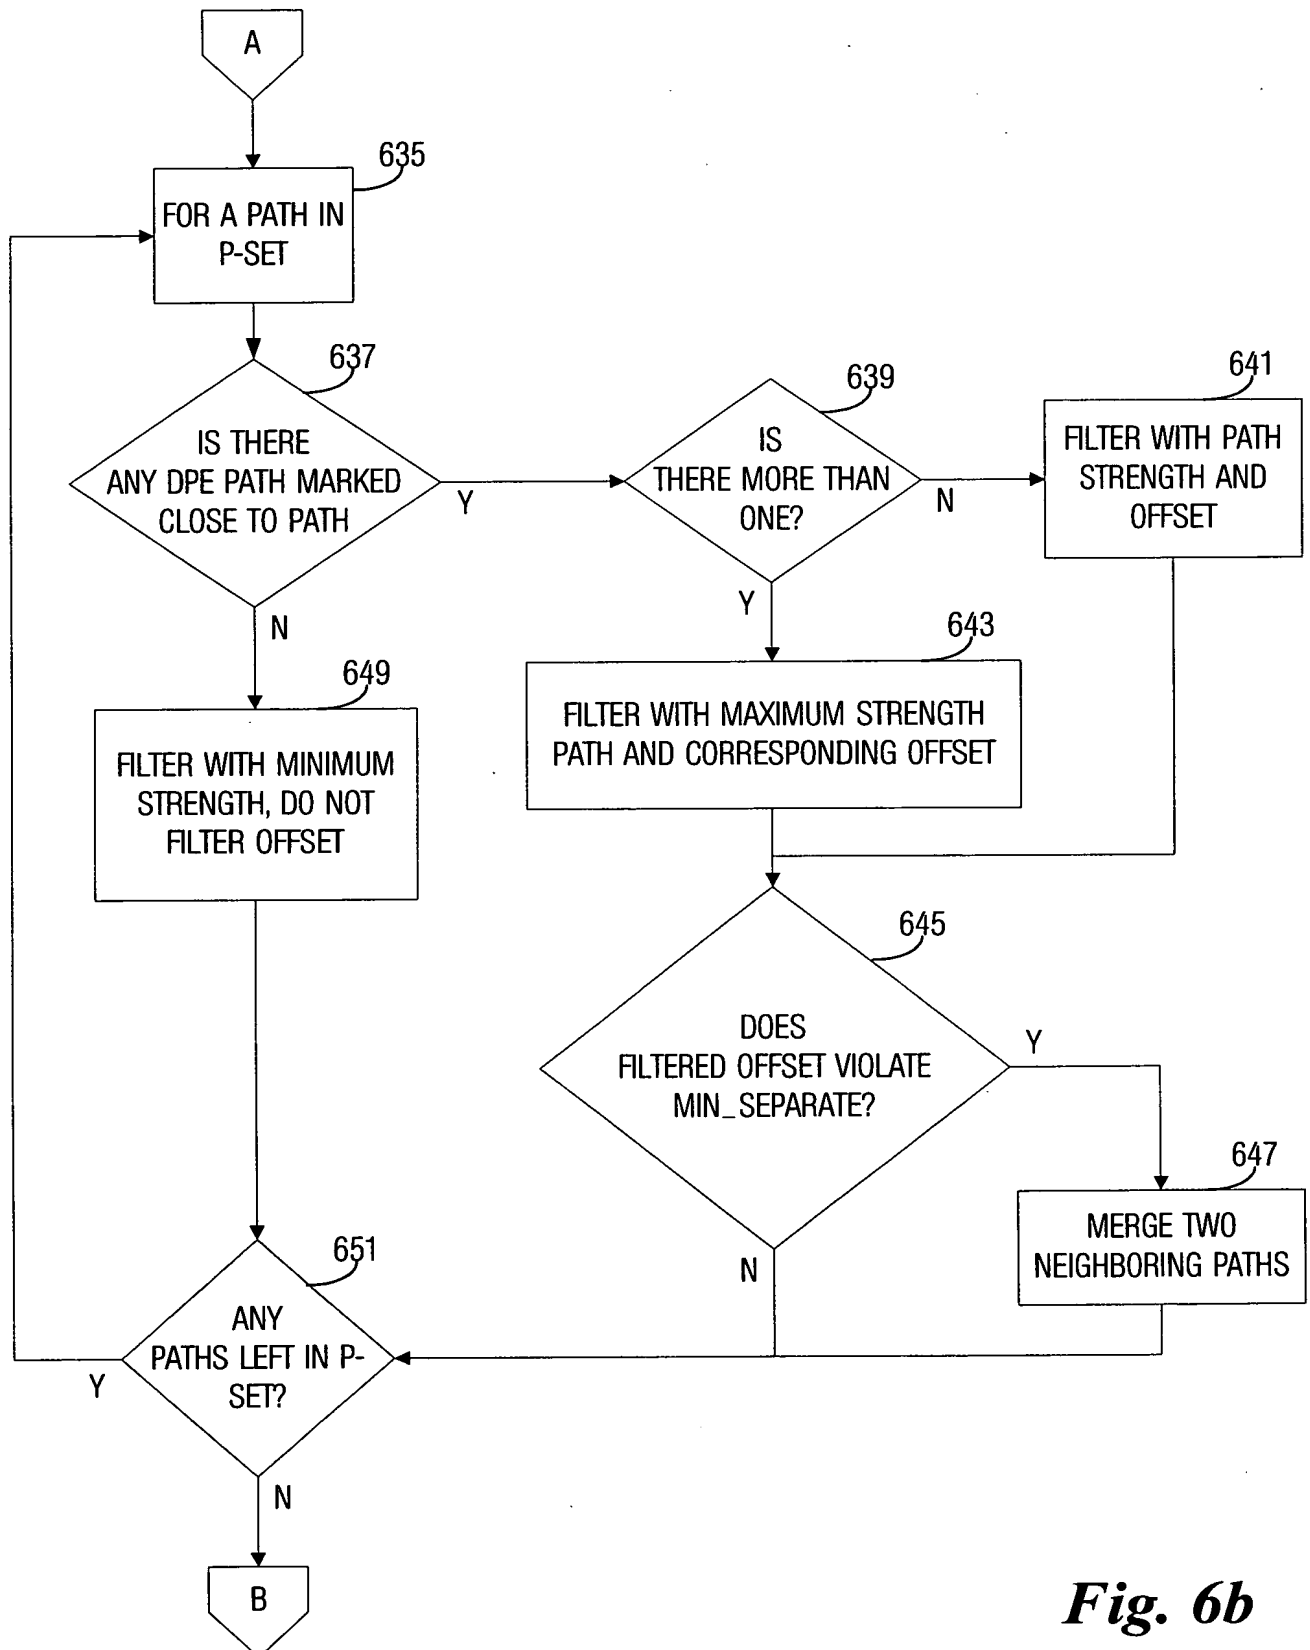 A
635
FOR A PATH IN
P-SET
637
IS THERE
ANY DPE PATH MARKED
CLOSE TO PATH
Y
N
639
IS
THERE MORE THAN
ONE?
N
Y
641
FILTER WITH PATH
STRENGTH AND
OFFSET
643
FILTER WITH MAXIMUM STRENGTH
PATH AND CORRESPONDING OFFSET
649
FILTER WITH MINIMUM
STRENGTH, DO NOT
FILTER OFFSET
645
DOES
FILTERED OFFSET VIOLATE
MIN_SEPARATE?
Y
N
647
MERGE TWO
NEIGHBORING PATHS
651
ANY
PATHS LEFT IN P-
SET?
Y
N
B
Fig. 6b